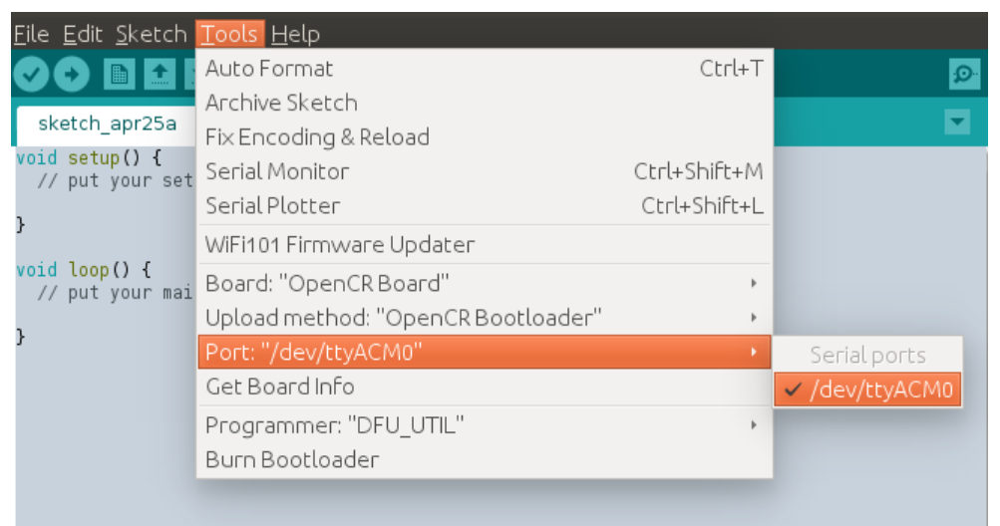 File Edit Sketch Tools Help
Auto Format Ctrl+T
Archive Sketch
sketch_apr25a
Fix Encoding & Reload
void setup() {
Serial Monitor Ctrl+Shift+M
// put your set
Serial Plotter Ctrl+Shift+L
}
WiFi101 Firmware Updater
void loop() {
Board: "OpenCR Board"
// put your mai
Upload method: "OpenCR Bootloader"
}
Port: "/dev/ttyACM0"
Serial ports
Get Board Info
✓ /dev/ttyACM0
Programmer: "DFU_UTIL"
Burn Bootloader